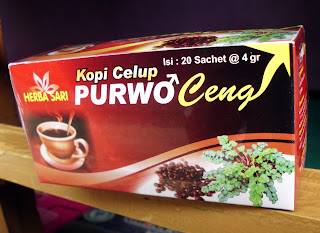 Isi : 20 Sachet @ 4 gr
HERBA SARI
Kopi Celup
PURWO Ceng